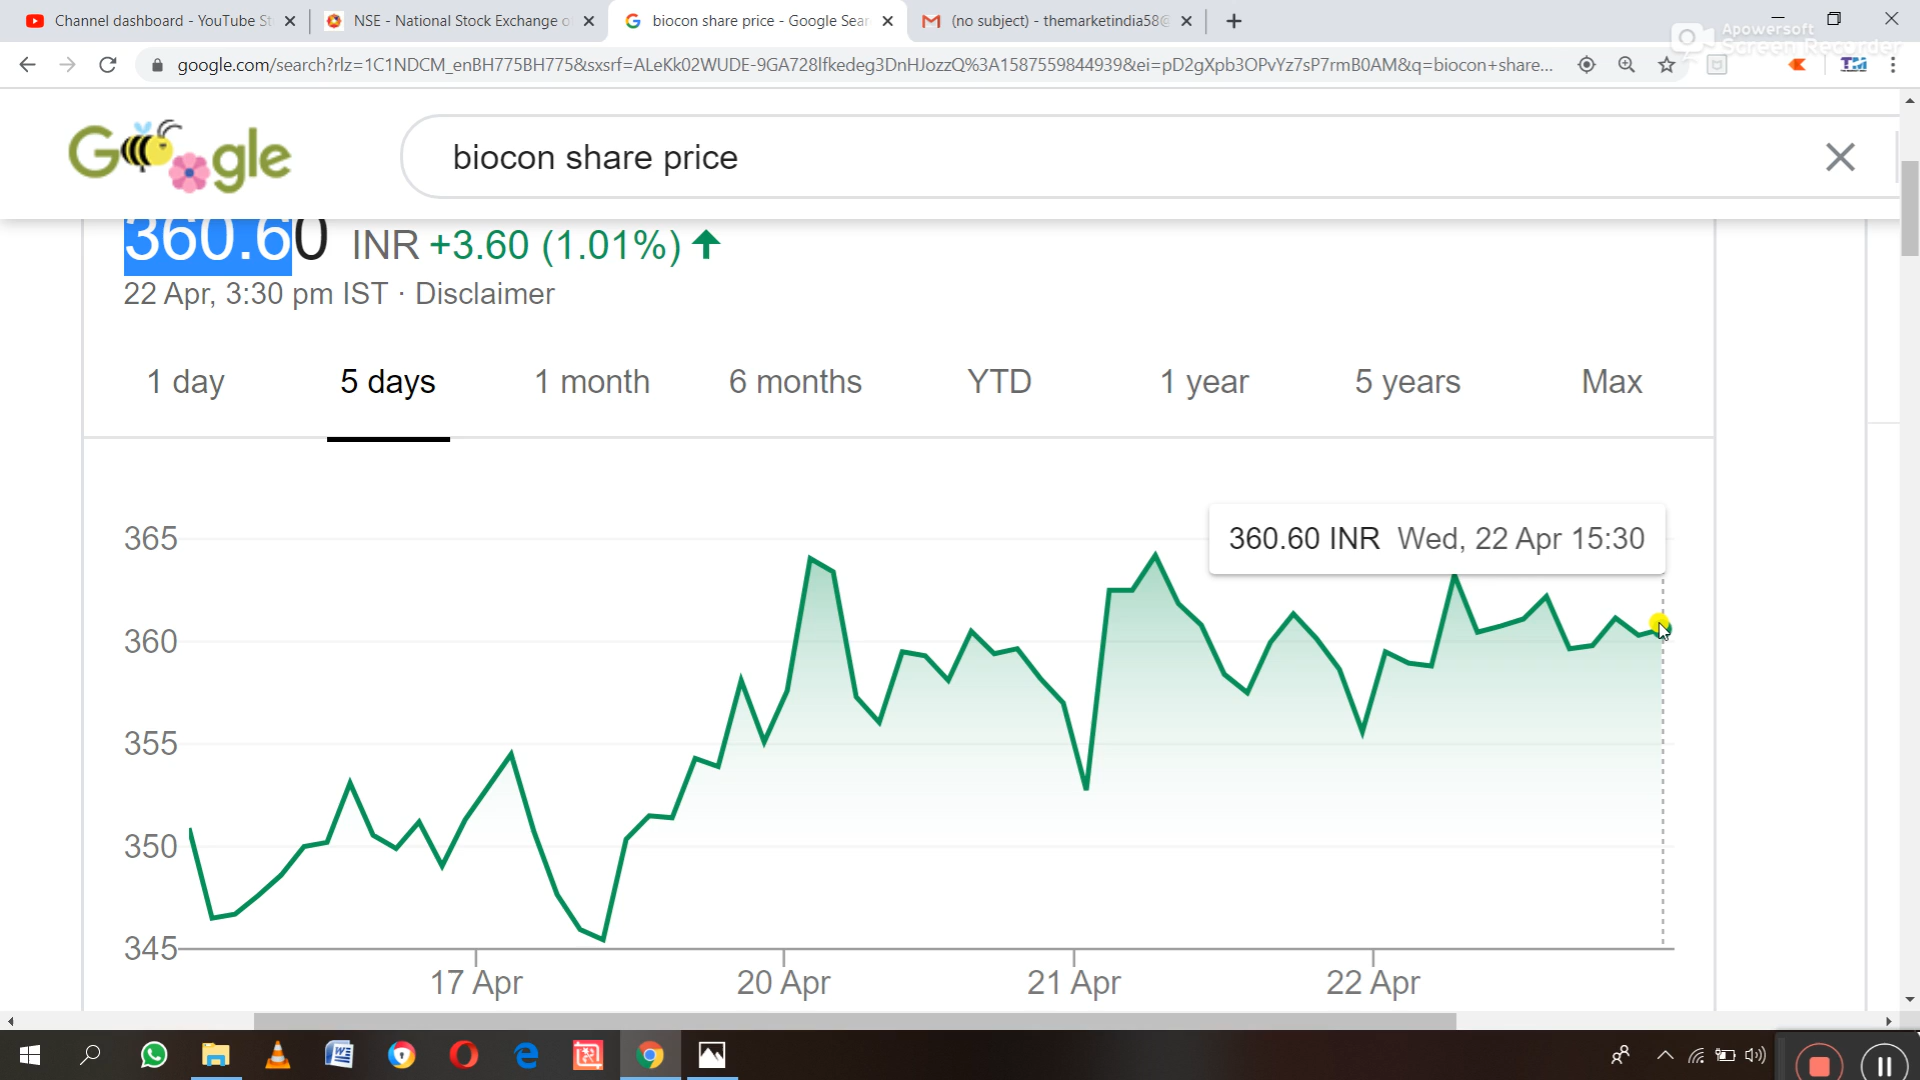 Channel dashboard - YouTube St
NSE - National Stock Exchange o
biocon share price - Google Sear
(no subject) - themarketindia58@
Apowersoft
Screen Recorder
google.com/search?rlz=1C1NDCM_enBH775BH775&sxsrf=ALeKk02WUDE-9GA728lfkedeg3DnHJozzQ%3A1587559844939&ei=pD2gXpb3OPvYz7sP7rmB0AM&q=biocon+share...
TM
Google
biocon share price
360.60 INR +3.60 (1.01%)
22 Apr, 3:30 pm IST · Disclaimer
1 day
5 days
1 month
6 months
YTD
1 year
5 years
Max
360.60 INR Wed, 22 Apr 15:30
365
360
355
350
345
17 Apr
20 Apr
21 Apr
22 Apr